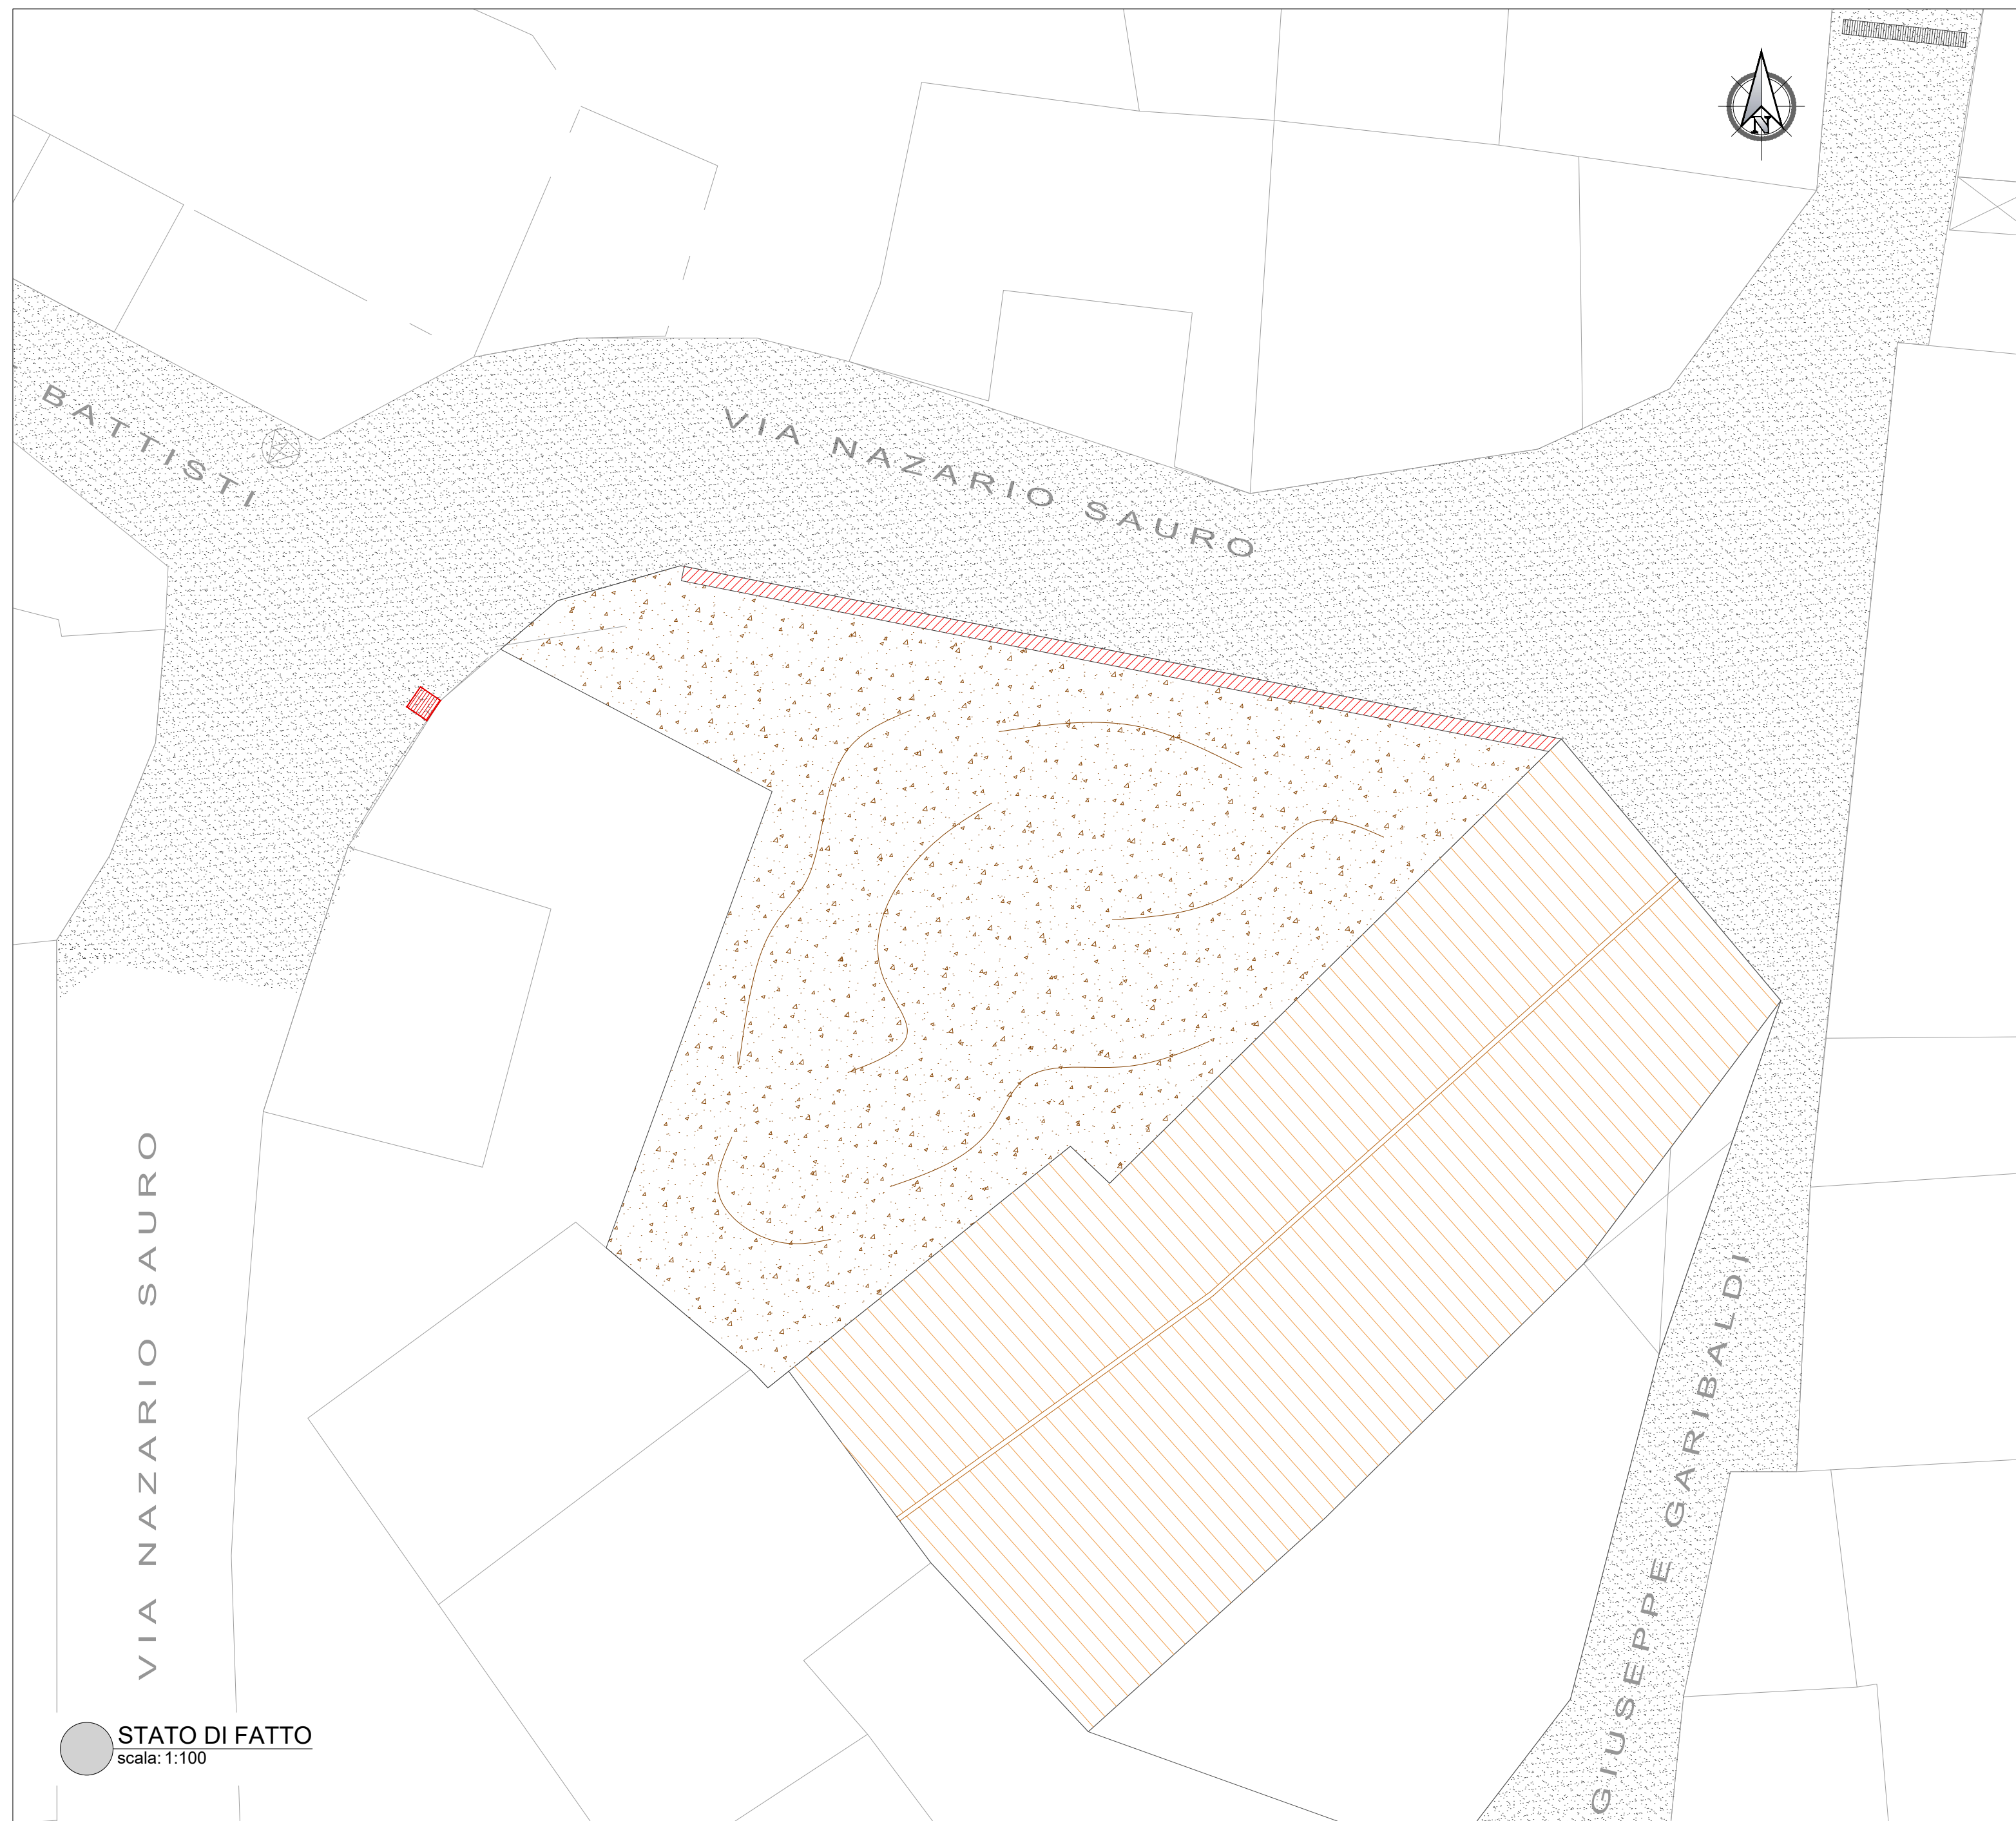 N
BATTISTI
VIA NAZARIO SAURO
VIA NAZARIO SAURO
GIUSEPPE GARIBALDI
STATO DI FATTO
scala: 1:100